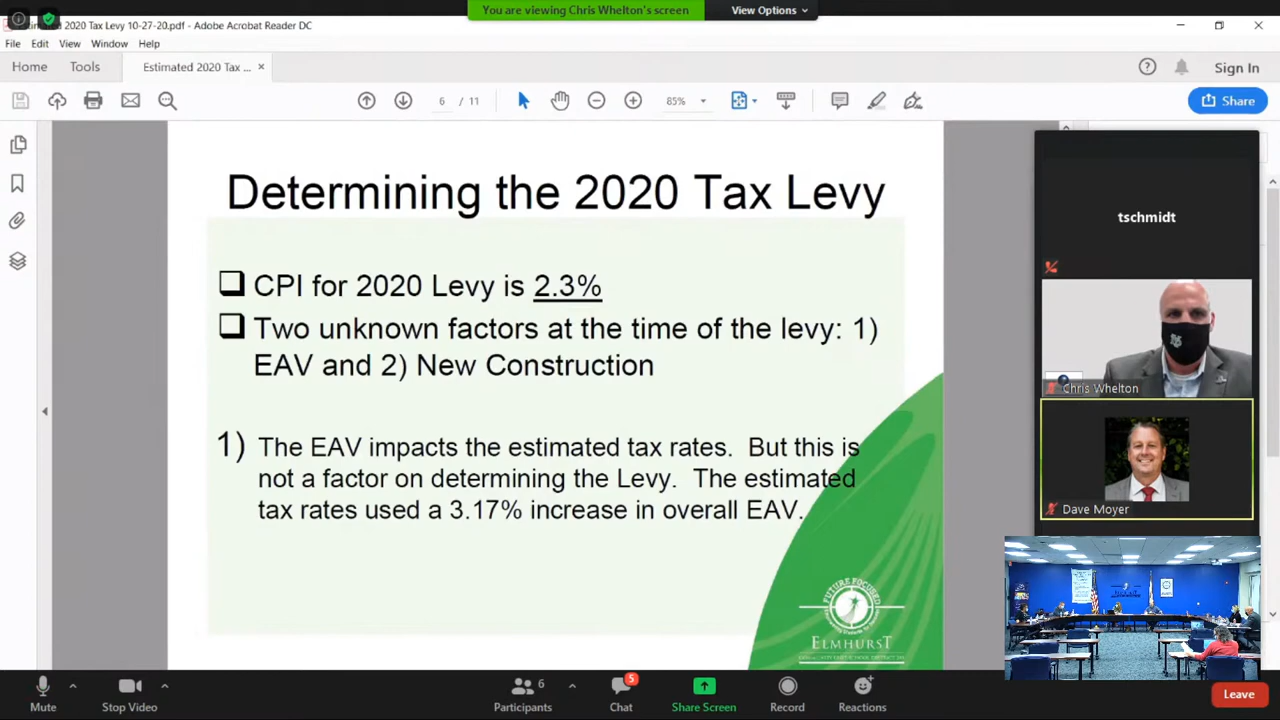 You are viewing Chris Whelton's screen
View Options
2020 Tax Levy 10-27-20.pdf - Adobe Acrobat Reader DC
File Edit View Window Help
Home Tools Estimated 2020 Tax ... ×
Sign In
6 / 11
85%
Share
Determining the 2020 Tax Levy
CPI for 2020 Levy is 2.3%
Two unknown factors at the time of the levy: 1)
EAV and 2) New Construction
1) The EAV impacts the estimated tax rates. But this is
not a factor on determining the Levy. The estimated
tax rates used a 3.17% increase in overall EAV.
FUTURE FOCUSED
ELMHURST
tschmidt
Chris Whelton
Dave Moyer
Mute
Stop Video
6
Participants
5
Chat
Share Screen
Record
Reactions
Leave